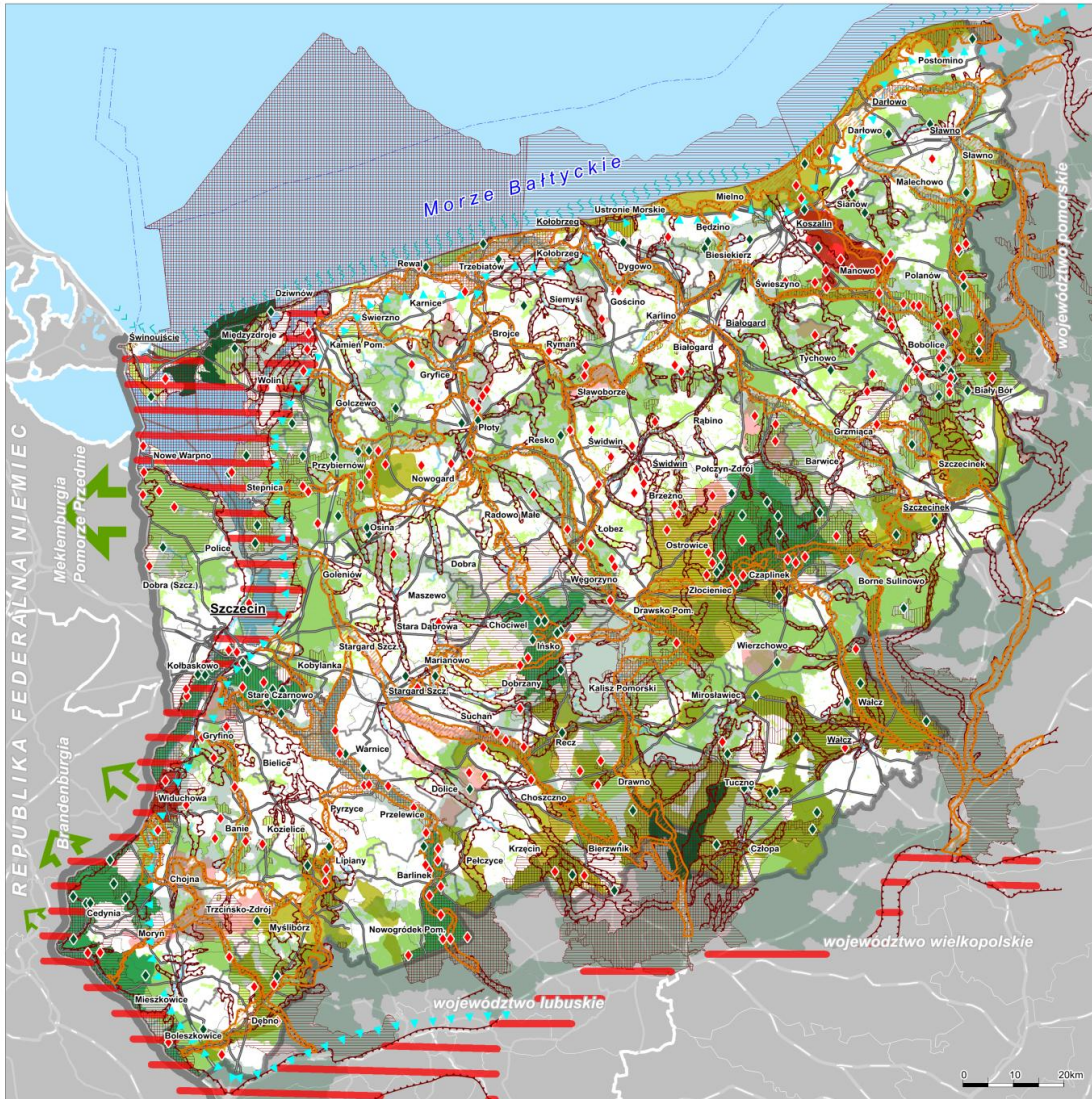 Postomino
Darłowo
Darłowo
Sławno
Sławno
Malechowo
województwo pomorskie
Morze Bałtyckie
Mielno
Sianów
Ustronie Morskie
Koszalin
Kołobrzeg
Będzino
Kołobrzeg
Biesiekierz
Manowo
Polanów
Rewal
Trzebiatów
Dygowo
Świeszyno
Dziwnów
Karnice
Siemyśl
Gościno
Świerzno
Karlino
Białogard
Świnoujście
Międzyzdroje
Kamień Pom.
Brojce
Rymań
Białogard
Tychowo
Bobolice
Wolin
Gryfice
Sławoborze
Biały Bór
Golczewo
Rąbino
Grzmiąca
Płoty
Resko
Świdwin
Nowe Warpno
Przybiernów
Świdwin
Połczyn-Zdrój
Barwice
Szczecinek
Stepnica
Nowogard
Brzeżno
Szczecinek
Radowo Małe
Osina
Łobez
Meklemburgia
Pomorze Przednie
Police
Ostrowice
Dobra (Szcz.)
Goleniów
Dobra
Węgorzyno
Czaplinek
Borne Sulinowo
Maszewo
Złocieniec
Szczecin
Chociwel
Drawsko Pom.
Stara Dąbrowa
Ińsko
Stargard Szcz.
Wierzchowo
Kołbaskowo
Kobylanka
Marianowo
Stare Czarnowo
Stargard Szcz.
Dobrzany
Kalisz Pomorski
Mirosławiec
Wałcz
REPUBLIKA FEDERALNA NIEMIEC
Suchan
Gryfino
Recz
Wałcz
Warnice
Bielice
Brandenburgia
Widuchowa
Dolice
Drawno
Tuczno
Pyrzyce
Choszczno
Przelewice
Banie
Kozielice
Lipiany
Pełczyce
Krzęcin
Bierzwnik
Człopa
Chojna
Barlinek
Cedynia
Trzcińsko-Zdrój
Moryń
Myślibórz
Nowogródek Pom.
województwo wielkopolskie
Mieszkowice
województwo lubuskie
Dębno
Boleszkowice
0 10 20km